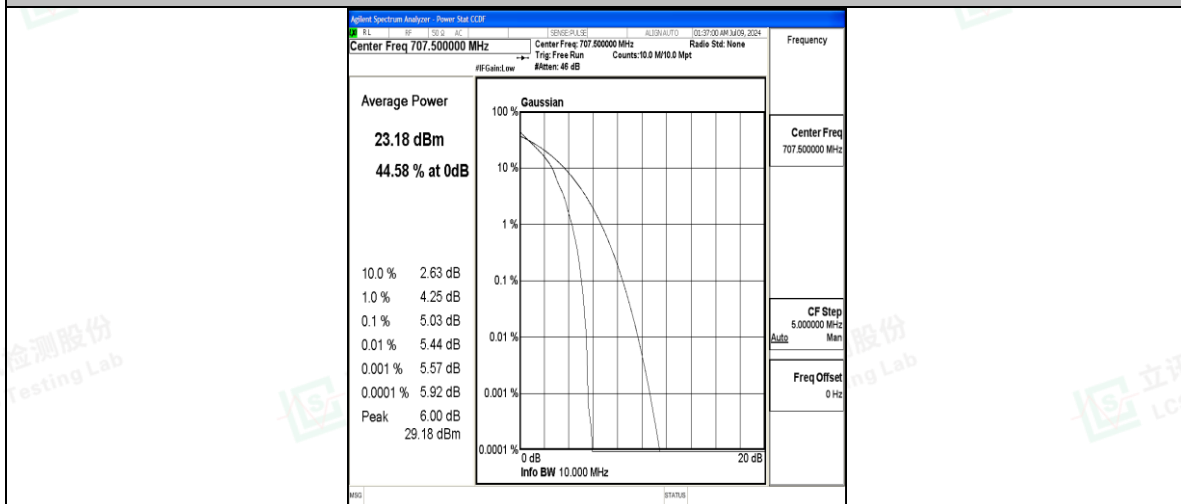 Agilent Spectrum Analyzer - Power Stat CCDF
RL RF 50 Ω AC SENSE:PULSE ALIGN AUTO 01:37:00 AM Jul 09, 2024
Center Freq 707.500000 MHz
Center Freq: 707.500000 MHz Radio Std: None
Trig: Free Run Counts:10.0 M/10.0 Mpt
#IFGain:Low #Atten: 46 dB
Frequency
Average Power
23.18 dBm
44.58 % at 0dB
10.0 % 2.63 dB
1.0 % 4.25 dB
0.1 % 5.03 dB
0.01 % 5.44 dB
0.001 % 5.57 dB
0.0001 % 5.92 dB
Peak 6.00 dB
29.18 dBm
Gaussian
100 %
10 %
1 %
0.1 %
0.01 %
0.001 %
0.0001 %
0 dB 20 dB
Info BW 10.000 MHz
Center Freq
707.500000 MHz
CF Step
5.000000 MHz
Auto Man
Freq Offset
0 Hz
MSG STATUS
检测股份
Testing Lab
股份
ng Lab
立讯
LCS